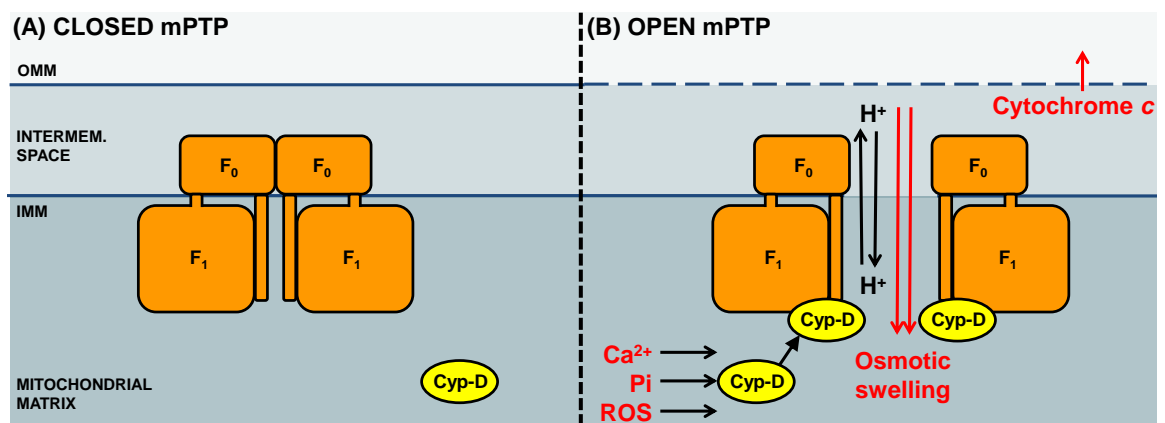 (A) CLOSED mPTP
OMM
INTERMEM.
SPACE
F₀ F₀
IMM
F₁ F₁
Cyp-D
MITOCHONDRIAL
MATRIX
(B) OPEN mPTP
Cytochrome c
H⁺
F₀ F₀
F₁ F₁
H⁺
Cyp-D Cyp-D
Ca²⁺
Pi
ROS
Cyp-D
Osmotic
swelling